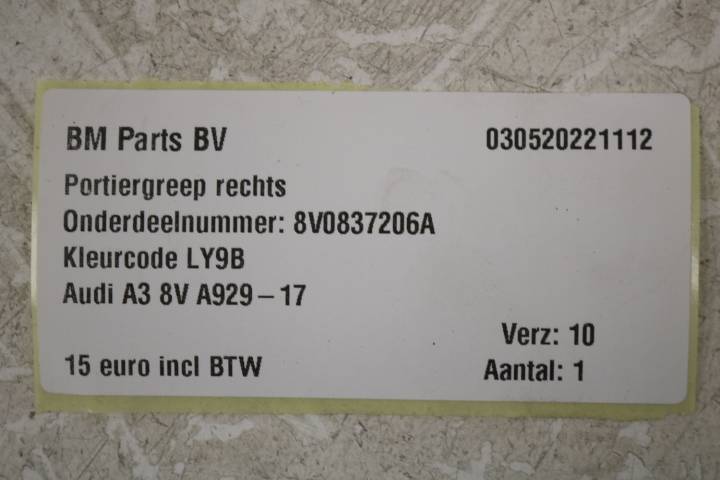 BM Parts BV 030520221112
Portiergreep rechts
Onderdeelnummer: 8V0837206A
Kleurcode LY9B
Audi A3 8V A929 – 17
Verz: 10
15 euro incl BTW Aantal: 1